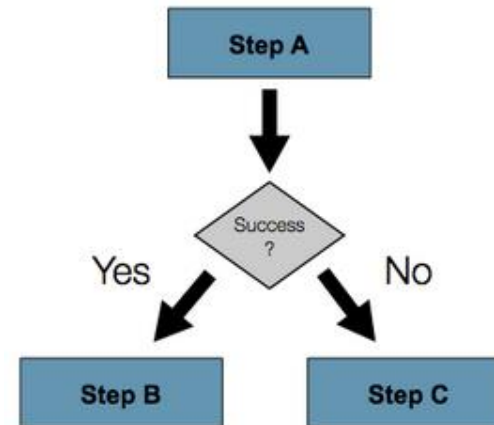 Step A
Success
?
Yes
No
Step B
Step C